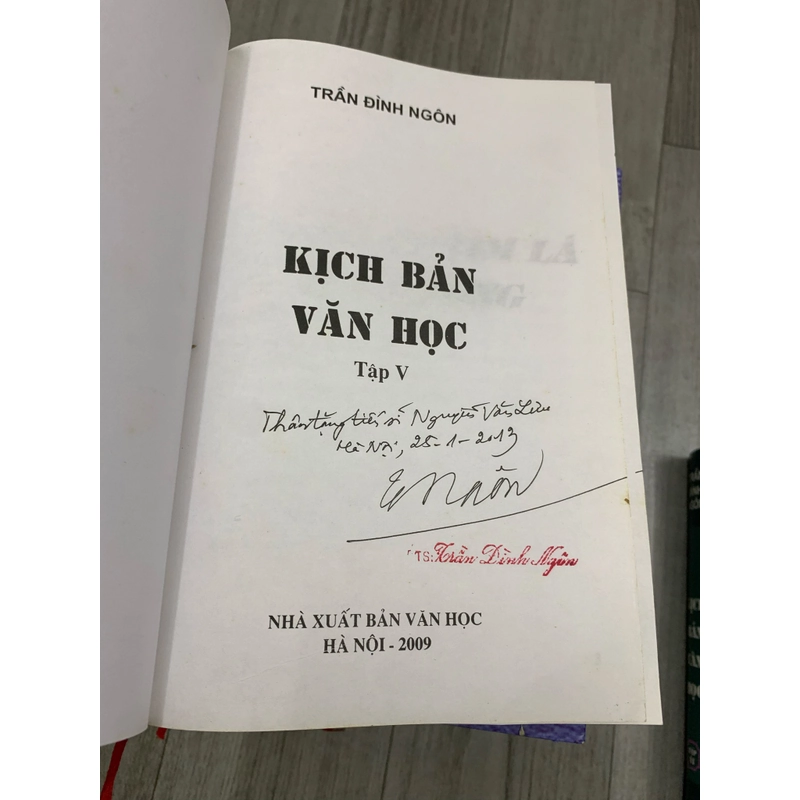 TRẦN ĐÌNH NGÔN
KỊCH BẢN
VĂN HỌC
Tập V
Thân tặng tiến sĩ Nguyễn Văn Lưu
Hà Nội, 25-1-2013
Ngôn
TS: Trần Đình Ngôn
NHÀ XUẤT BẢN VĂN HỌC
HÀ NỘI - 2009